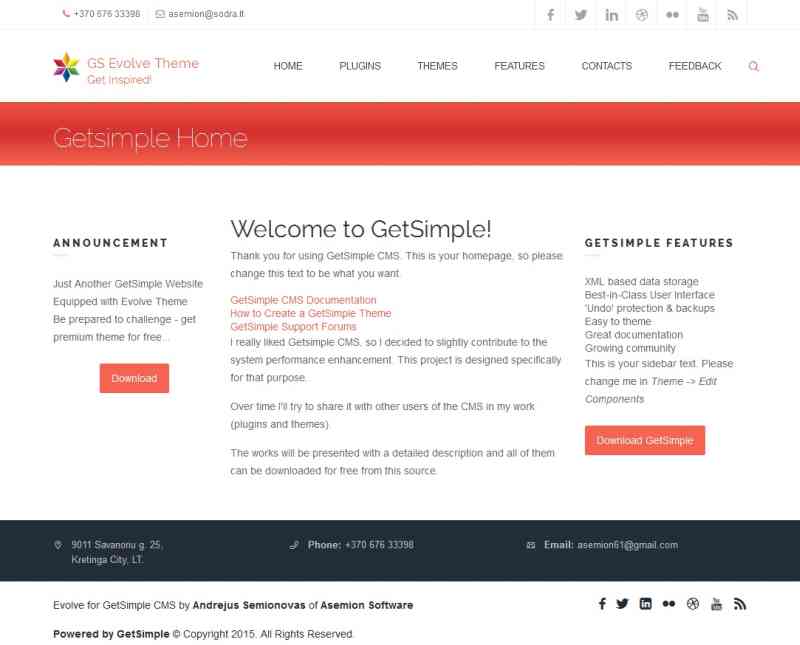 +370 676 33398 asemion@sodra.lt
GS Evolve Theme
Get inspired!
HOME PLUGINS THEMES FEATURES CONTACTS FEEDBACK
Getsimple Home
ANNOUNCEMENT
Just Another GetSimple Website
Equipped with Evolve Theme
Be prepared to challenge - get
premium theme for free...
Download
Welcome to GetSimple!
Thank you for using GetSimple CMS. This is your homepage, so please
change this text to be what you want.
GetSimple CMS Documentation
How to Create a GetSimple Theme
GetSimple Support Forums
I really liked Getsimple CMS, so I decided to slightly contribute to the
system performance enhancement. This project is designed specifically
for that purpose.
Over time I'll try to share it with other users of the CMS in my work
(plugins and themes).
The works will be presented with a detailed description and all of them
can be downloaded for free from this source.
GETSIMPLE FEATURES
XML based data storage
Best-in-Class User Interface
'Undo' protection & backups
Easy to theme
Great documentation
Growing community
This is your sidebar text. Please
change me in Theme -> Edit
Components
Download GetSimple
9011 Savanoriu g. 25,
Kretinga City, LT.
Phone: +370 676 33398
Email: asemion61@gmail.com
Evolve for GetSimple CMS by Andrejus Semionovas of Asemion Software
Powered by GetSimple © Copyright 2015. All Rights Reserved.